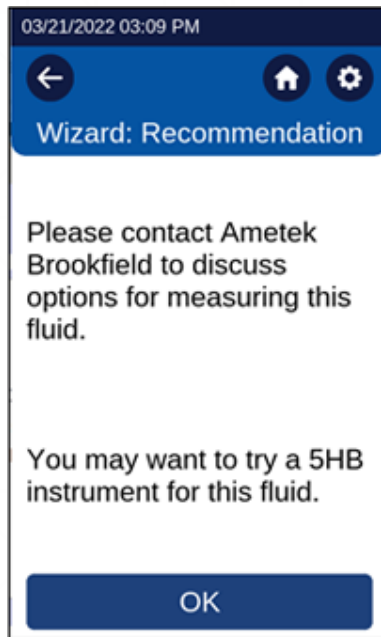 03/21/2022 03:09 PM
Wizard: Recommendation
Please contact Ametek
Brookfield to discuss
options for measuring this
fluid.
You may want to try a 5HB
instrument for this fluid.
OK